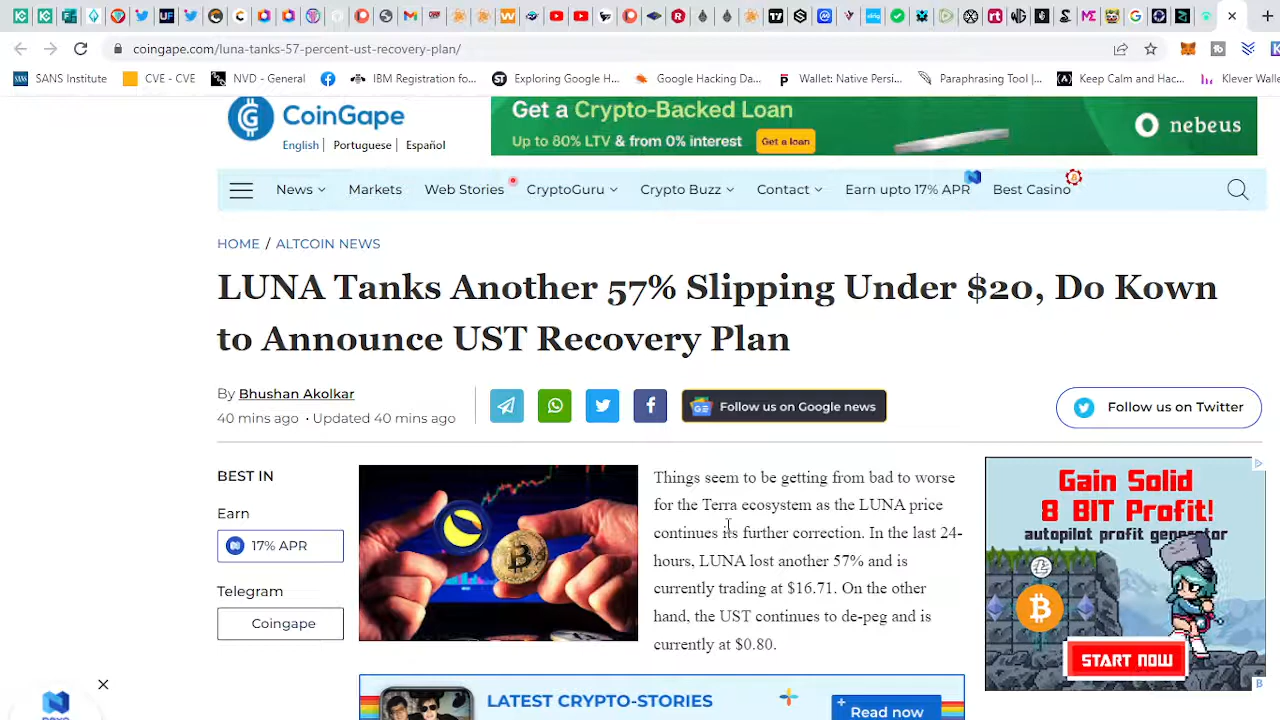 coingape.com/luna-tanks-57-percent-ust-recovery-plan/
SANS Institute
CVE - CVE
NVD - General
IBM Registration fo...
Exploring Google H...
Google Hacking Da...
Wallet: Native Persi...
Paraphrasing Tool |...
Keep Calm and Hac...
Klever Walle
CoinGape
English | Portuguese | Español
Get a Crypto-Backed Loan
Up to 80% LTV & from 0% interest
Get a loan
nebeus
News
Markets
Web Stories
CryptoGuru
Crypto Buzz
Contact
Earn upto 17% APR
Best Casino
HOME / ALTCOIN NEWS
LUNA Tanks Another 57% Slipping Under $20, Do Kown
to Announce UST Recovery Plan
By Bhushan Akolkar
40 mins ago · Updated 40 mins ago
Follow us on Google news
Follow us on Twitter
BEST IN
Earn
17% APR
Telegram
Coingape
Things seem to be getting from bad to worse
for the Terra ecosystem as the LUNA price
continues its further correction. In the last 24-
hours, LUNA lost another 57% and is
currently trading at $16.71. On the other
hand, the UST continues to de-peg and is
currently at $0.80.
Gain Solid
8 BIT Profit!
autopilot profit generator
START NOW
LATEST CRYPTO-STORIES
Read now